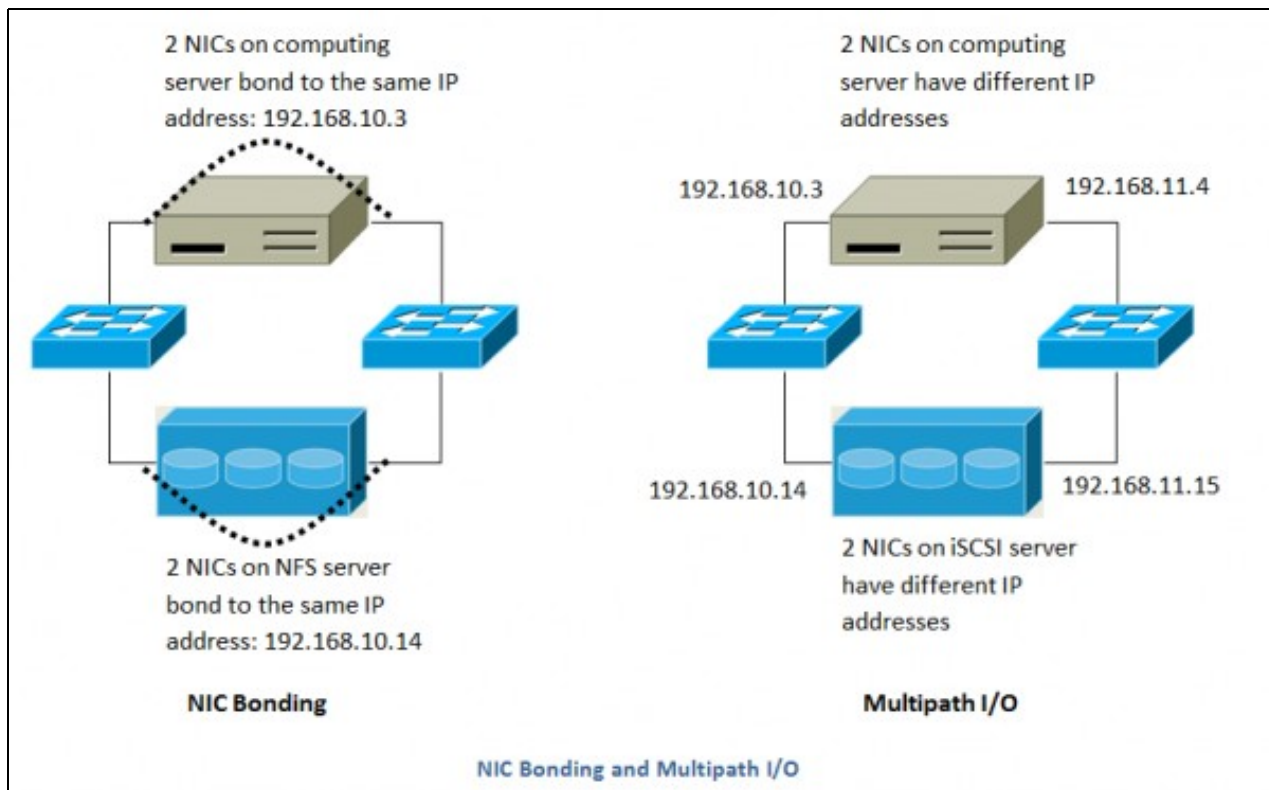 2 NICs on computing
server bond to the same IP
address: 192.168.10.3
2 NICs on NFS server
bond to the same IP
address: 192.168.10.14
NIC Bonding
2 NICs on computing
server have different IP
addresses
192.168.10.3
192.168.11.4
192.168.10.14
192.168.11.15
2 NICs on iSCSI server
have different IP
addresses
Multipath I/O
NIC Bonding and Multipath I/O